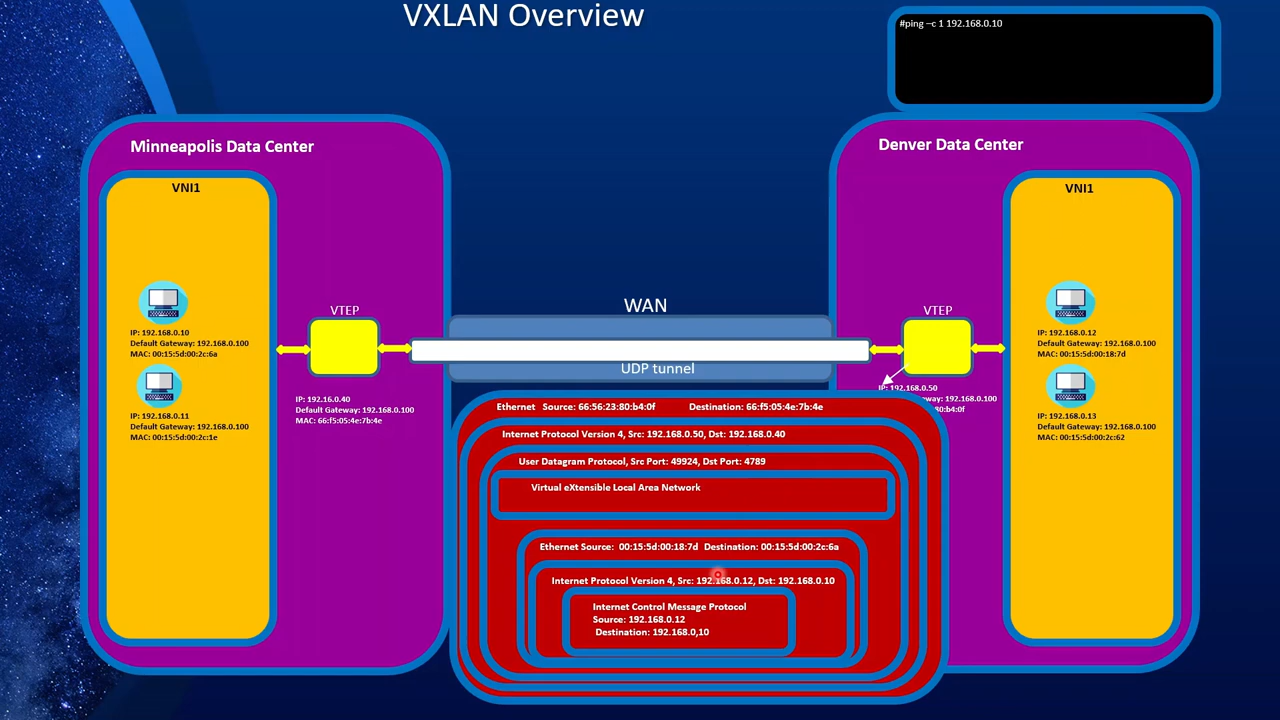 VXLAN Overview
#ping –c 1 192.168.0.10
Minneapolis Data Center
VNI1
IP: 192.168.0.10
Default Gateway: 192.168.0.100
MAC: 00:15:5d:00:2c:6a
IP: 192.168.0.11
Default Gateway: 192.168.0.100
MAC: 00:15:5d:00:2c:1e
VTEP
IP: 192.16.0.40
Default Gateway: 192.168.0.100
MAC: 66:f5:05:4e:7b:4e
WAN
UDP tunnel
Denver Data Center
VTEP
IP: 192.168.0.50
way: 192.168.0.100
80:b4:0f
VNI1
IP: 192.168.0.12
Default Gateway: 192.168.0.100
MAC: 00:15:5d:00:18:7d
IP: 192.168.0.13
Default Gateway: 192.168.0.100
MAC: 00:15:5d:00:2c:62
Ethernet Source: 66:56:23:80:b4:0f Destination: 66:f5:05:4e:7b:4e
Internet Protocol Version 4, Src: 192.168.0.50, Dst: 192.168.0.40
User Datagram Protocol, Src Port: 49924, Dst Port: 4789
Virtual eXtensible Local Area Network
Ethernet Source: 00:15:5d:00:18:7d Destination: 00:15:5d:00:2c:6a
Internet Protocol Version 4, Src: 192.168.0.12, Dst: 192.168.0.10
Internet Control Message Protocol
Source: 192.168.0.12
Destination: 192.168.0,10